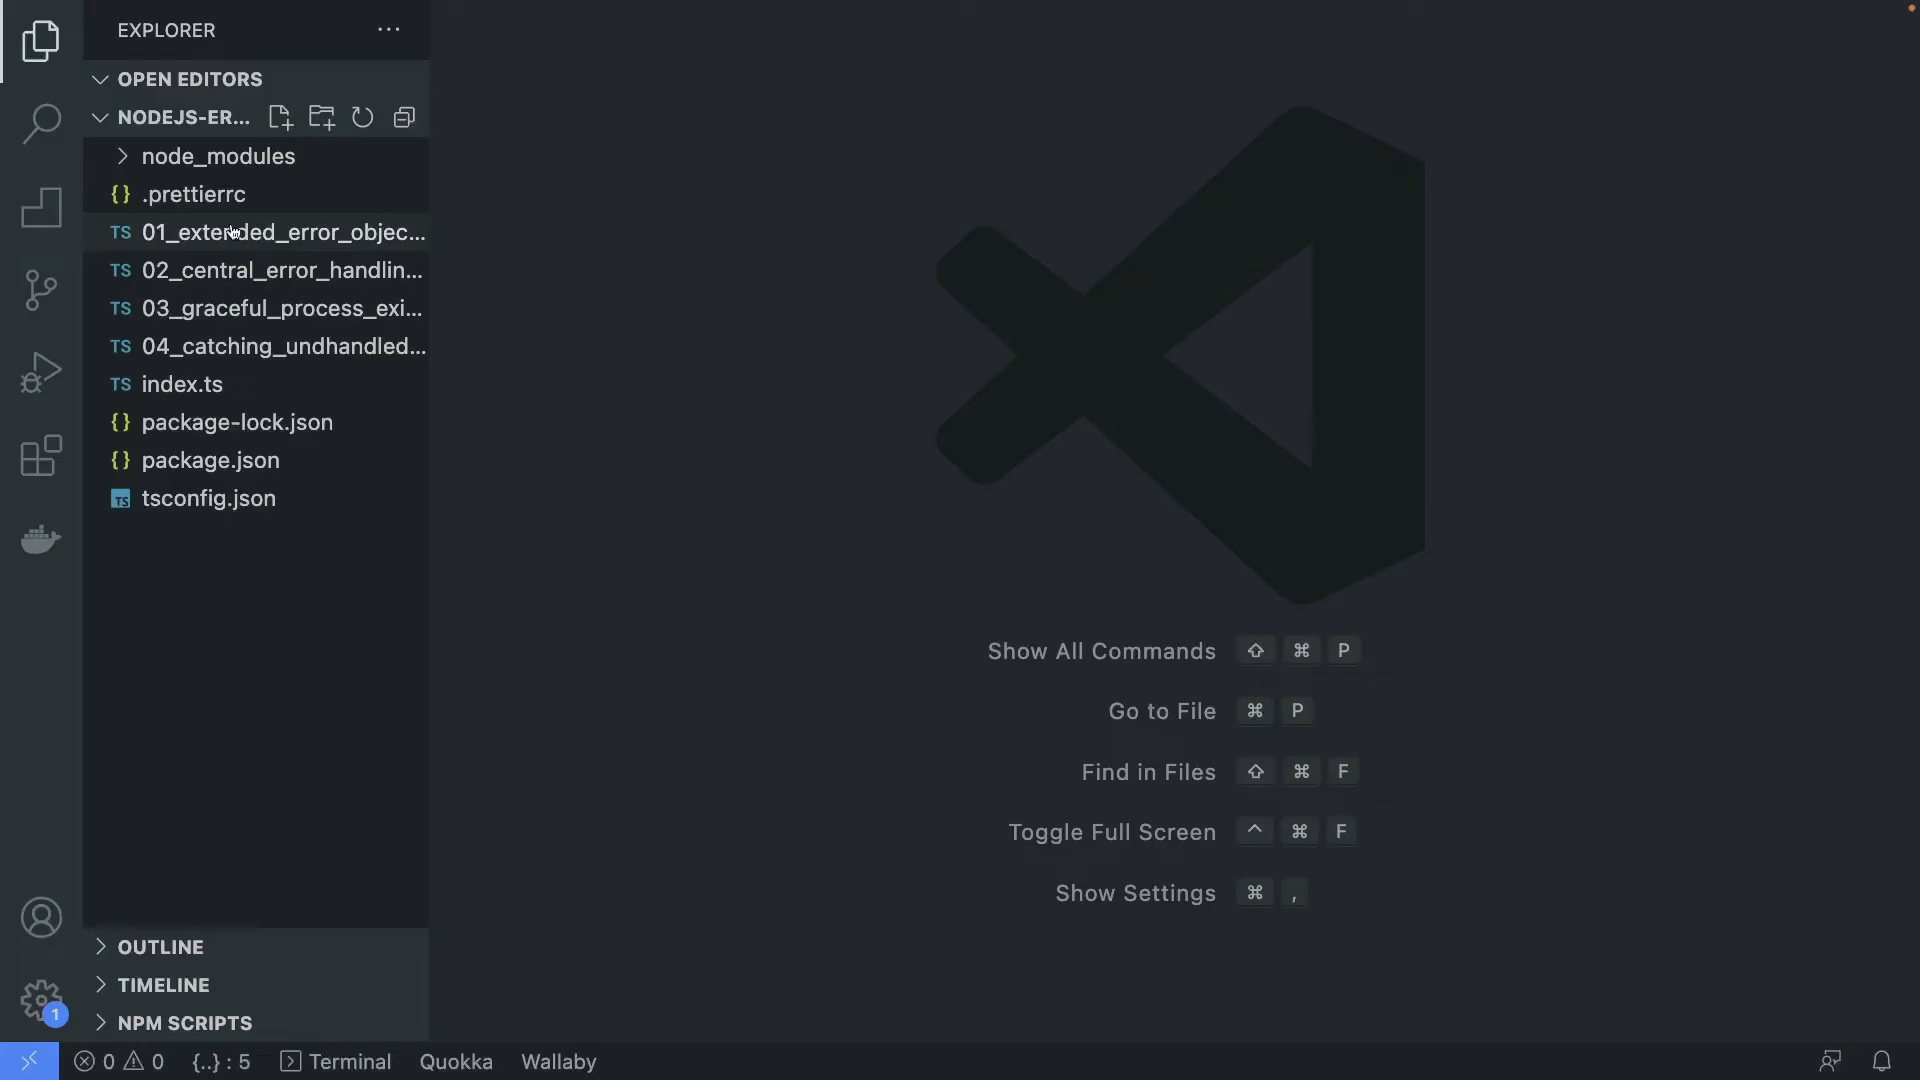 EXPLORER
OPEN EDITORS
NODEJS-ER...
node_modules
{} .prettierrc
TS 01_extended_error_objec...
TS 02_central_error_handlin...
TS 03_graceful_process_exi...
TS 04_catching_undhandled...
TS index.ts
{} package-lock.json
{} package.json
TS tsconfig.json
Show All Commands ⇧ ⌘ P
Go to File ⌘ P
Find in Files ⇧ ⌘ F
Toggle Full Screen ^ ⌘ F
Show Settings ⌘ ,
OUTLINE
TIMELINE
1
NPM SCRIPTS
0 0 {..} : 5 Terminal Quokka Wallaby